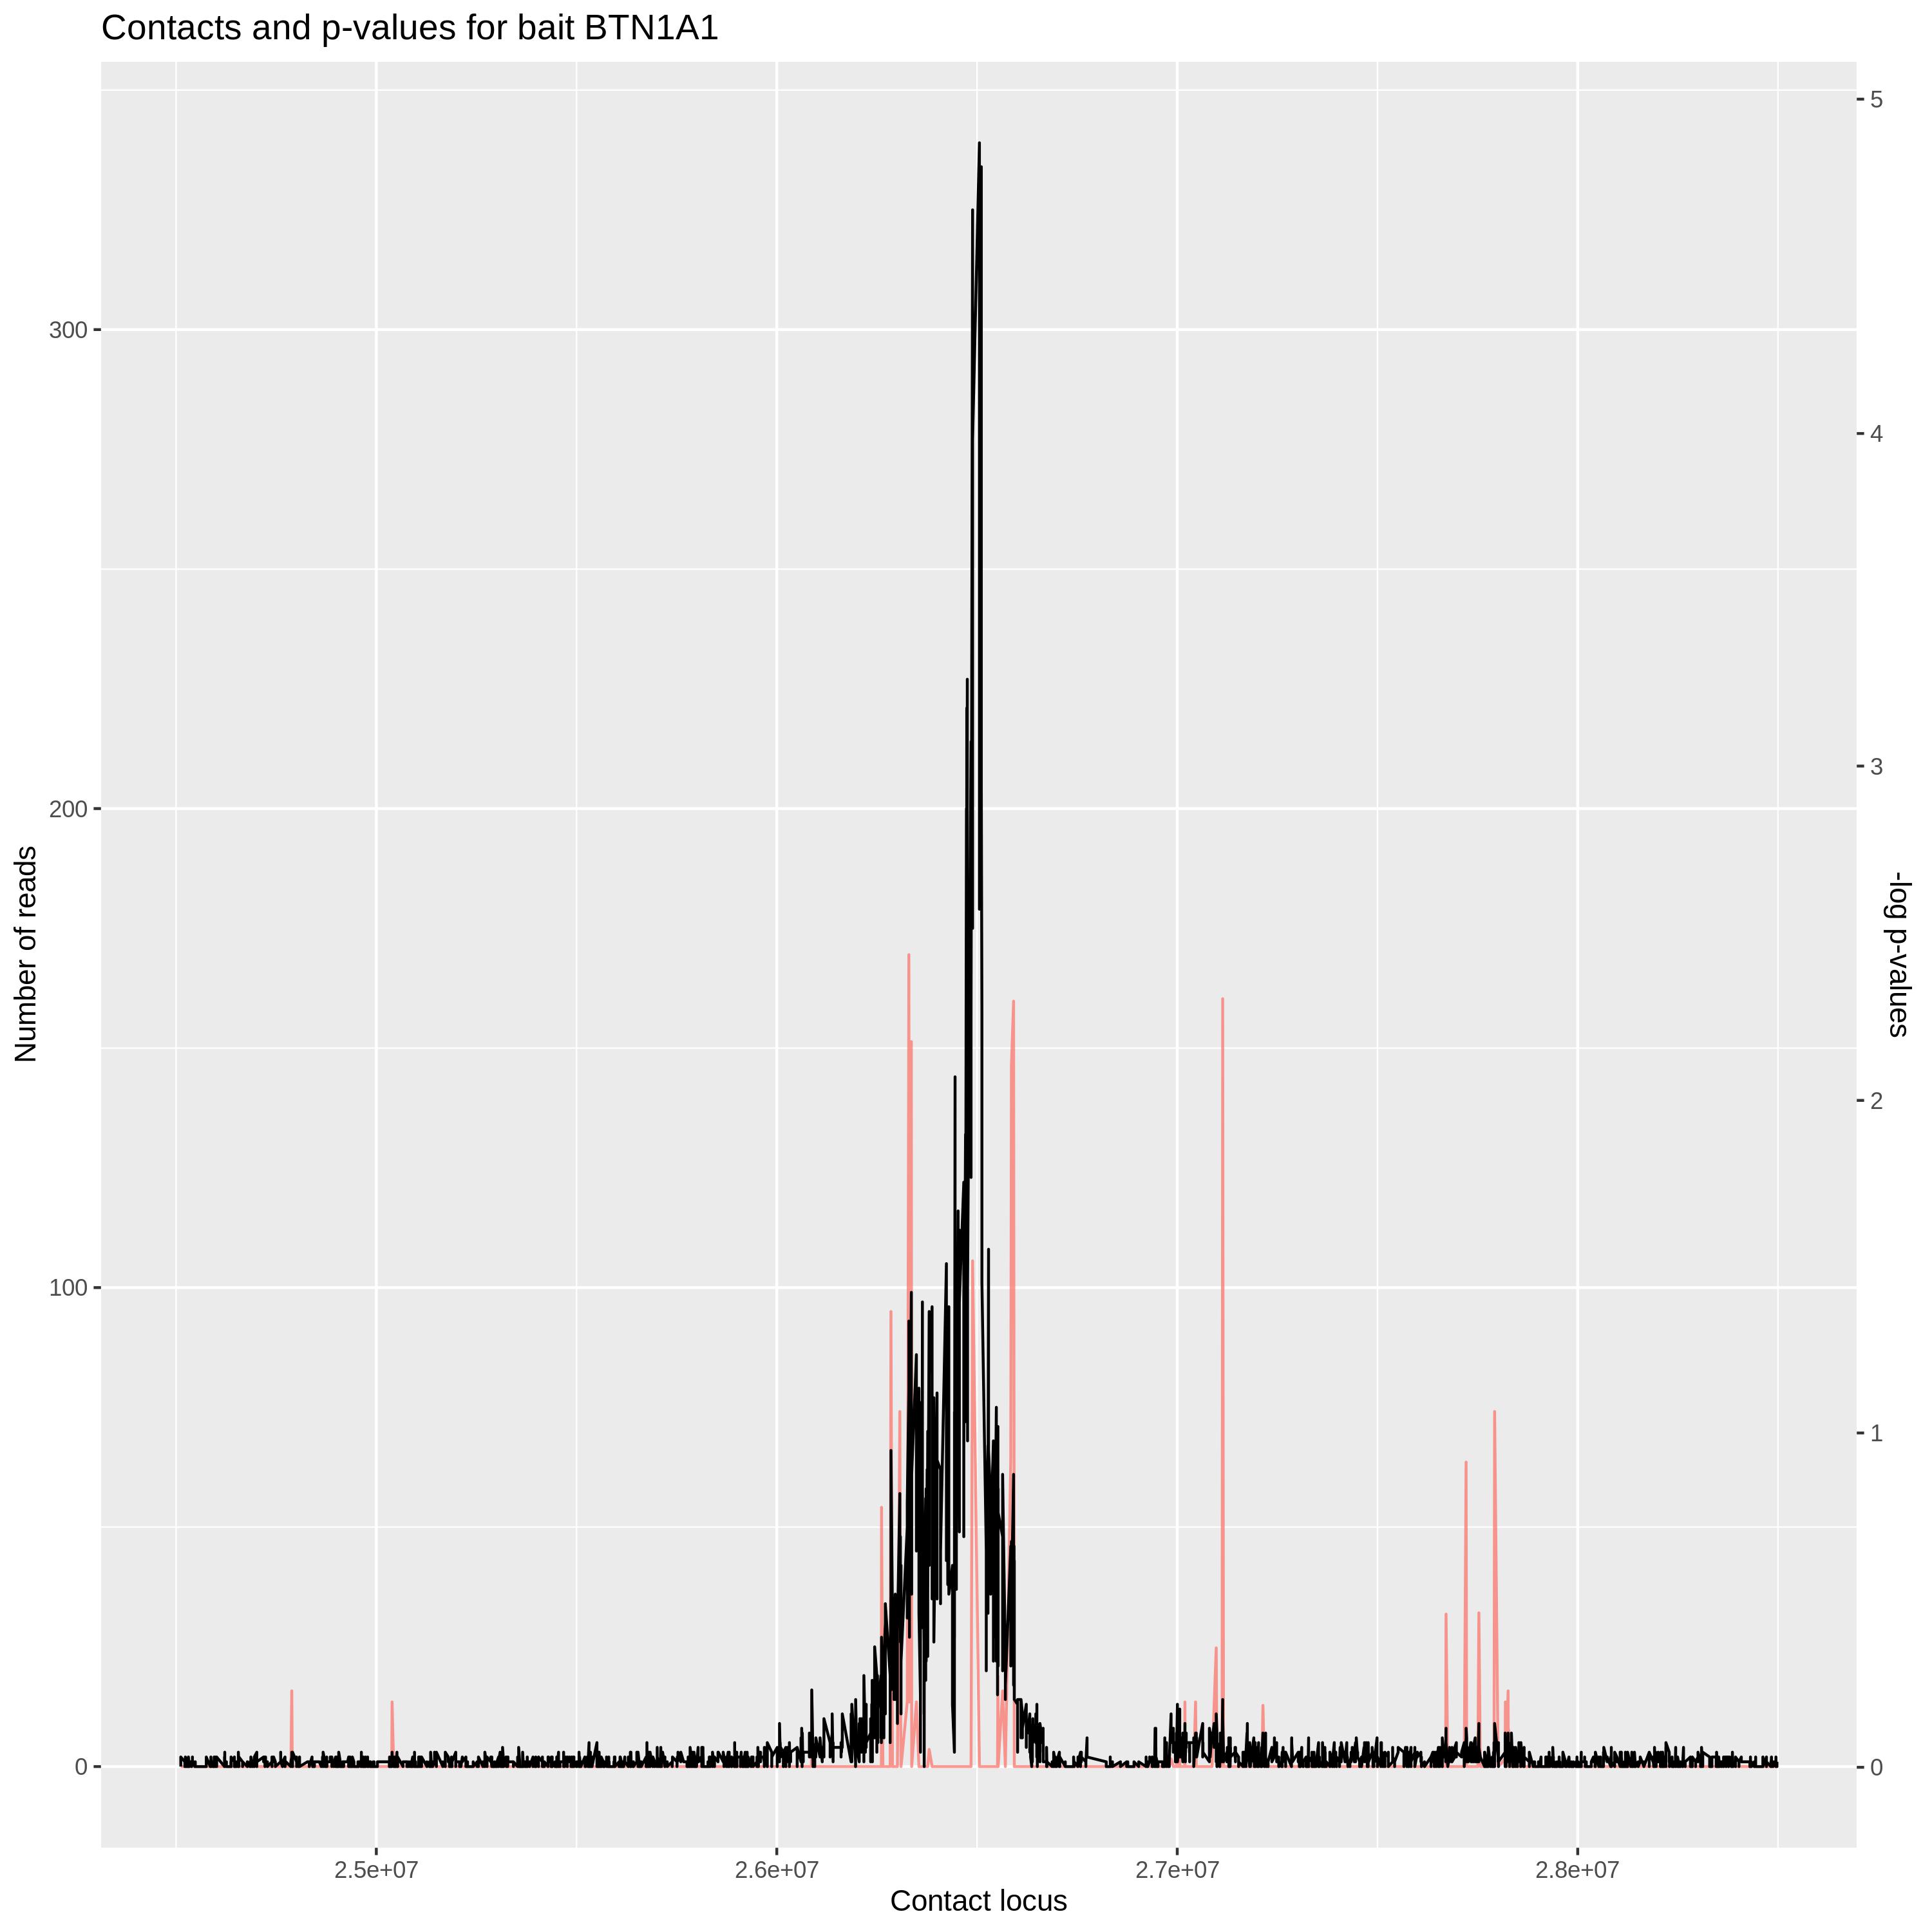 Contacts and p-values for bait BTN1A1
Number of reads
300
200
100
0
5
4
3
2
1
0
-log p-values
2.5e+07 2.6e+07 2.7e+07 2.8e+07
Contact locus